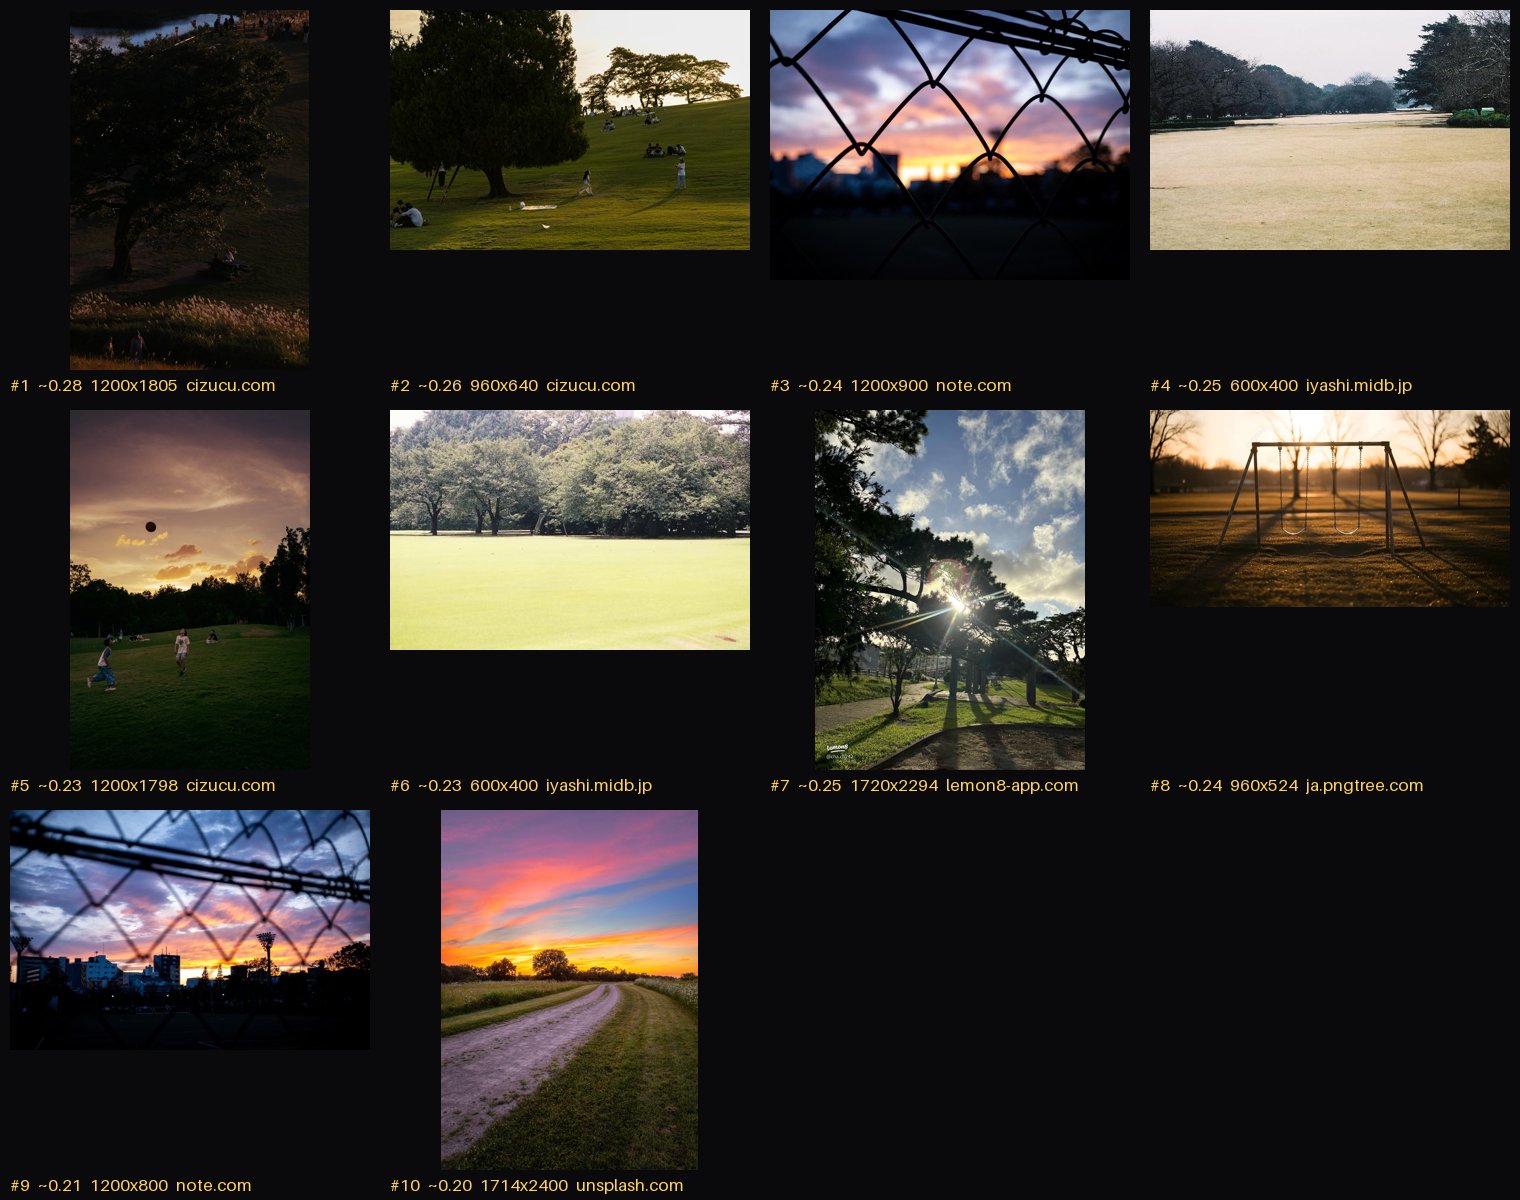 #1 ~0.28 1200x1805 cizucu.com
#2 ~0.26 960x640 cizucu.com
#3 ~0.24 1200x900 note.com
#4 ~0.25 600x400 iyashi.midb.jp
lemon8
#5 ~0.23 1200x1798 cizucu.com
#6 ~0.23 600x400 iyashi.midb.jp
#7 ~0.25 1720x2294 lemon8-app.com
#8 ~0.24 960x524 ja.pngtree.com
#9 ~0.21 1200x800 note.com
#10 ~0.20 1714x2400 unsplash.com